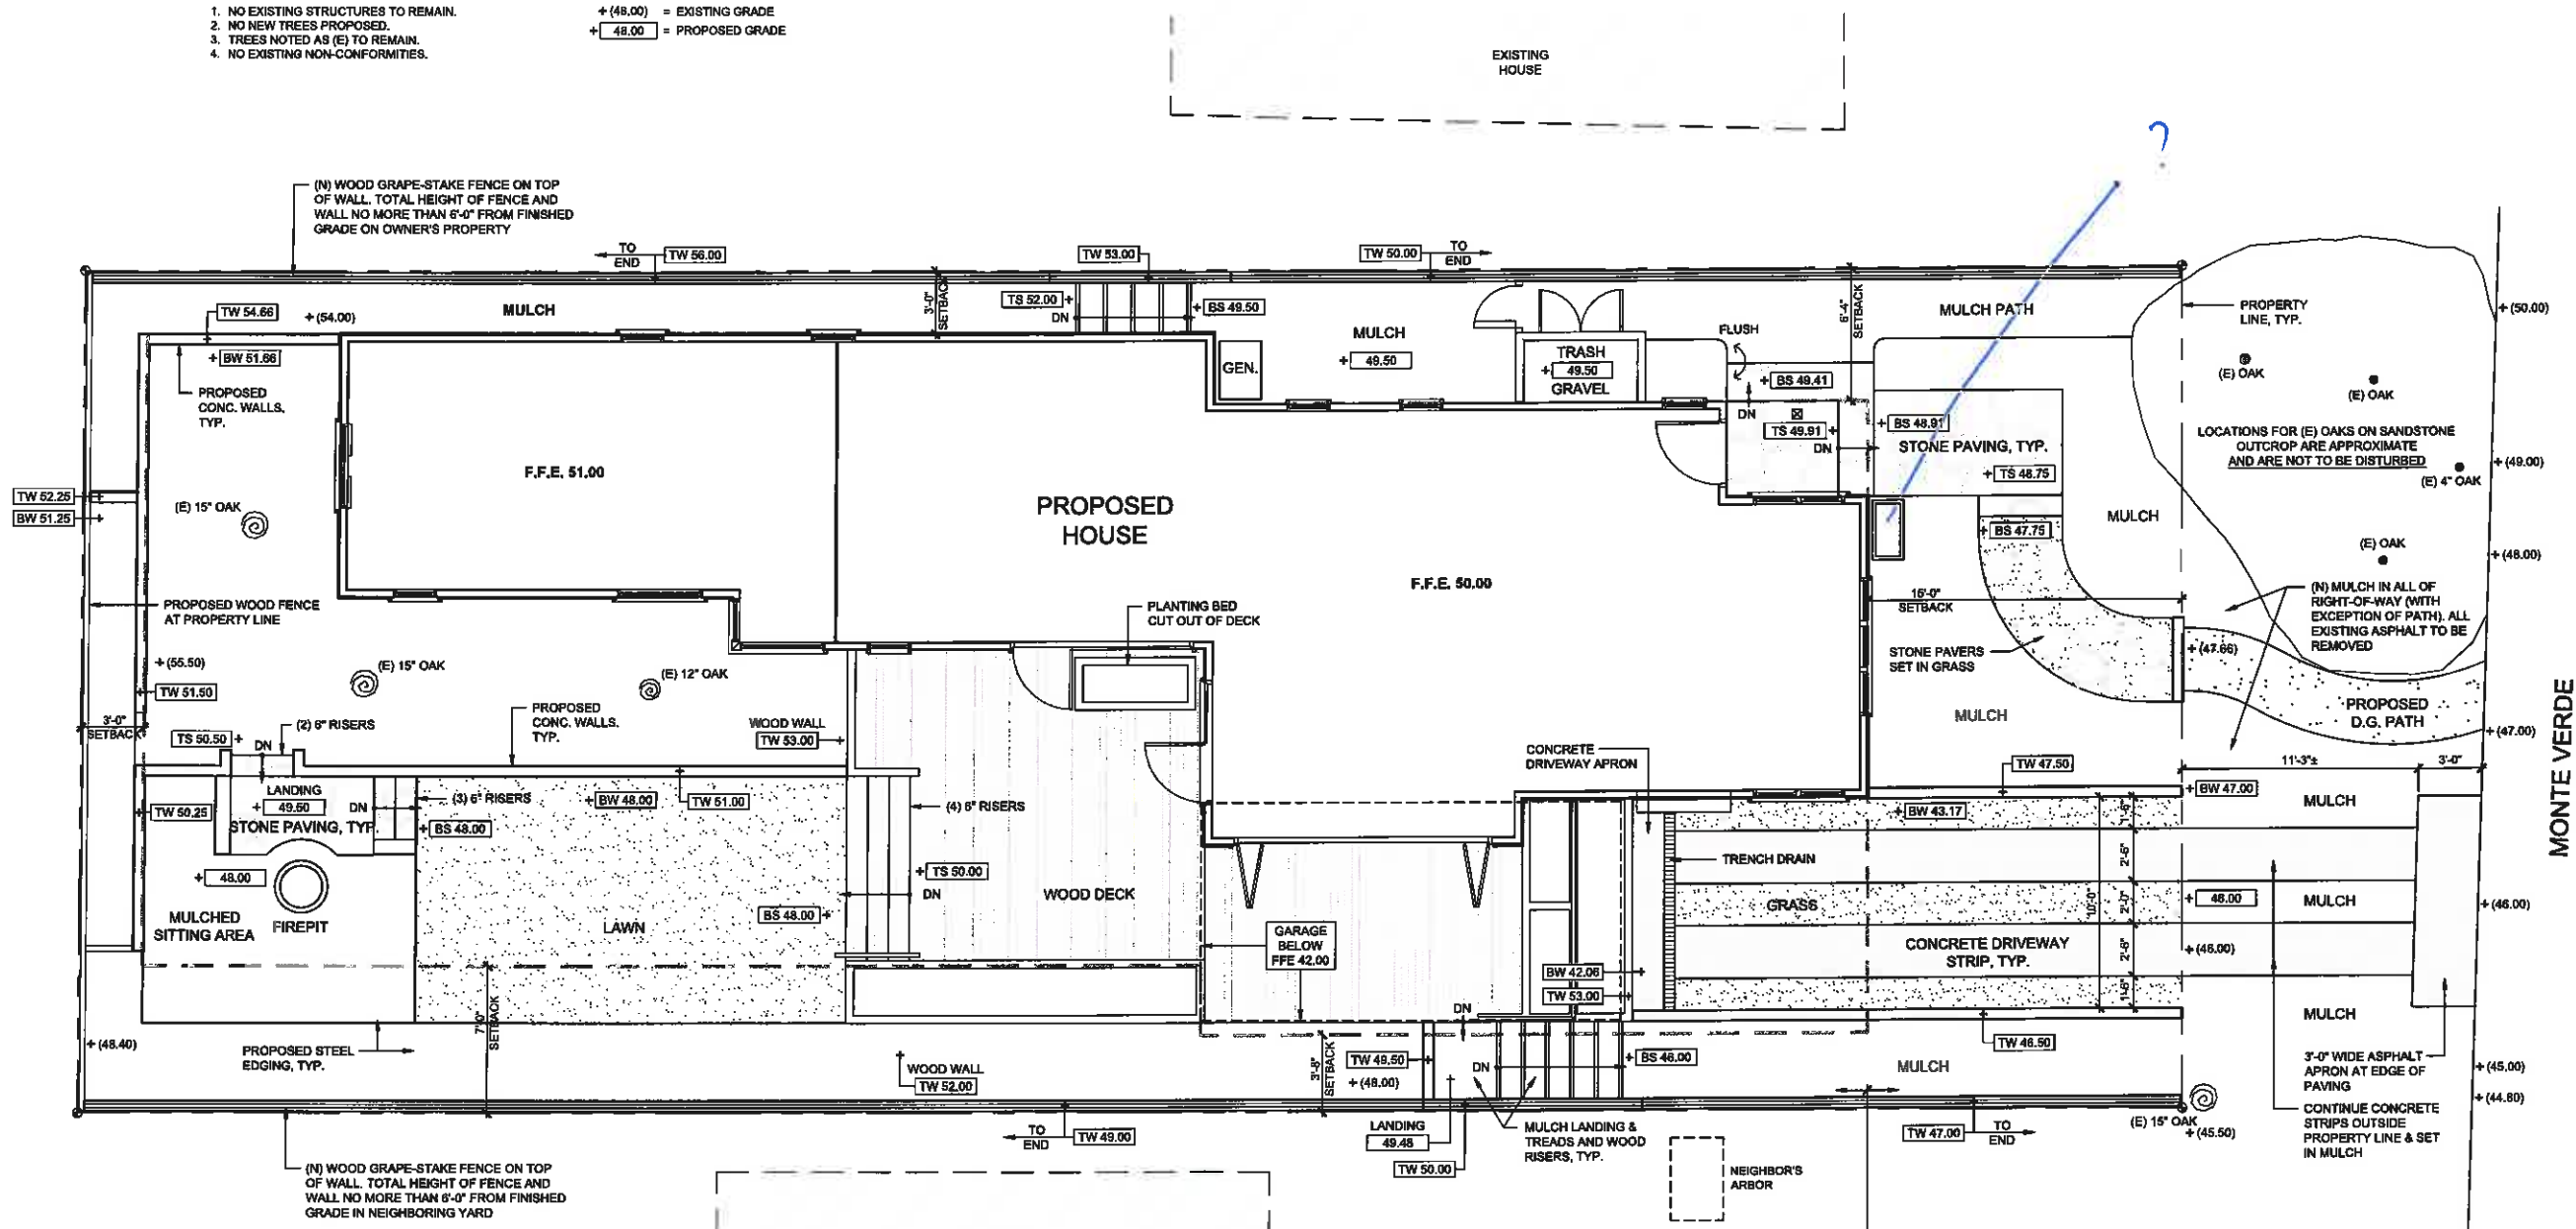 1. NO EXISTING STRUCTURES TO REMAIN.
2. NO NEW TREES PROPOSED.
3. TREES NOTED AS (E) TO REMAIN.
4. NO EXISTING NON-CONFORMITIES.
+ (48.00) = EXISTING GRADE
+ 48.00 = PROPOSED GRADE
EXISTING
HOUSE
?
(N) WOOD GRAPE-STAKE FENCE ON TOP
OF WALL. TOTAL HEIGHT OF FENCE AND
WALL NO MORE THAN 6'-0" FROM FINISHED
GRADE ON OWNER'S PROPERTY
TO
END
TW 56.00
TW 53.00
TW 50.00
TO
END
TW 54.66
+ (54.00)
MULCH
3'-0"
SETBACK
TS 52.00 +
DN
+ BS 49.50
MULCH
+ 49.50
6'-4"
SETBACK
MULCH PATH
PROPERTY
LINE, TYP.
+ (50.00)
+ BW 51.66
GEN.
TRASH
+ 49.50
GRAVEL
FLUSH
+ BS 49.41
DN
TS 49.91 +
DN
+ BS 48.91
STONE PAVING, TYP.
+ TS 48.75
(E) OAK
(E) OAK
LOCATIONS FOR (E) OAKS ON SANDSTONE
OUTCROP ARE APPROXIMATE
AND ARE NOT TO BE DISTURBED
+ (49.00)
(E) 4" OAK
PROPOSED
CONC. WALLS,
TYP.
F.F.E. 51.00
TW 52.25
BW 51.25
(E) 15" OAK
PROPOSED
HOUSE
MULCH
+ BS 47.75
(E) OAK
+ (48.00)
F.F.E. 50.00
PROPOSED WOOD FENCE
AT PROPERTY LINE
PLANTING BED
CUT OUT OF DECK
15'-0"
SETBACK
(N) MULCH IN ALL OF
RIGHT-OF-WAY (WITH
EXCEPTION OF PATH). ALL
EXISTING ASPHALT TO BE
REMOVED
STONE PAVERS
SET IN GRASS
+ (47.66)
+ (55.50)
(E) 15" OAK
(E) 12" OAK
+ TW 51.50
3'-0"
SETBACK
PROPOSED
CONC. WALLS.
TYP.
WOOD WALL
TW 53.00 +
MULCH
PROPOSED
D.G. PATH
+ (47.00)
MONTE VERDE
(2) 6" RISERS
TS 50.50 +
DN
CONCRETE
DRIVEWAY APRON
TW 47.50
11'-3"±
3'-0"
LANDING
+ 49.50
DN
(3) 6" RISERS
+ BW 48.00
TW 51.00
(4) 6" RISERS
+ BW 47.00
MULCH
+ TW 50.25
STONE PAVING, TYP.
+ BS 48.00
+ BW 43.17
1'-6"
TRENCH DRAIN
2'-6"
+ 48.00
+ TS 50.00
DN
WOOD DECK
GRASS
10'-0"
2'-0"
+ 46.00
MULCH
+ (46.00)
MULCHED
SITTING AREA
FIREPIT
LAWN
BS 48.00 +
GARAGE
BELOW
FFE 42.00
CONCRETE DRIVEWAY
STRIP, TYP.
2'-6"
+ (46.00)
BW 42.06 +
TW 53.00 +
1'-6"
DN
7'-0"
SETBACK
MULCH
+ (48.40)
PROPOSED STEEL
EDGING, TYP.
WOOD WALL
TW 52.00
3'-8"
SETBACK
TW 49.50 +
+ (48.00)
DN
+ BS 46.00
TW 46.50
MULCH
3'-0" WIDE ASPHALT
APRON AT EDGE OF
PAVING
+ (45.00)
+ (44.80)
TO
END
TW 49.00
LANDING
49.48
TW 50.00
MULCH LANDING &
TREADS AND WOOD
RISERS, TYP.
TW 47.00
TO
END
(E) 15" OAK
+ (45.50)
CONTINUE CONCRETE
STRIPS OUTSIDE
PROPERTY LINE & SET
IN MULCH
(N) WOOD GRAPE-STAKE FENCE ON TOP
OF WALL. TOTAL HEIGHT OF FENCE AND
WALL NO MORE THAN 6'-0" FROM FINISHED
GRADE IN NEIGHBORING YARD
NEIGHBOR'S
ARBOR